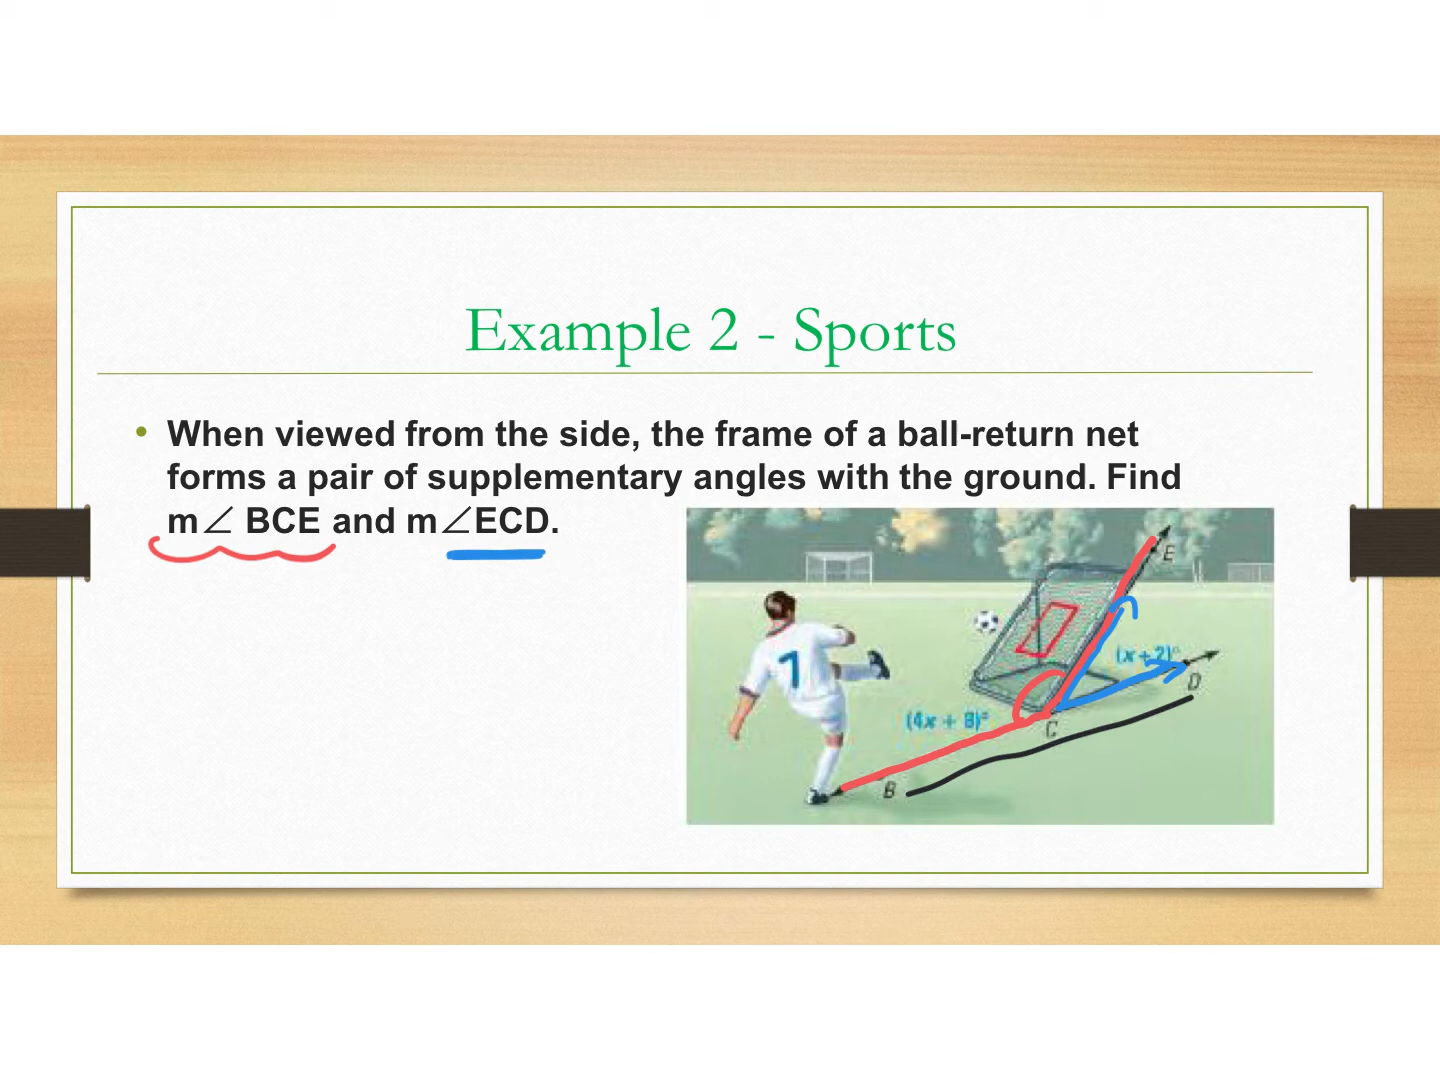 Example 2 - Sports
• When viewed from the side, the frame of a ball-return net
forms a pair of supplementary angles with the ground. Find
m∠ BCE and m∠ECD.
E
(x + 2)°
D
7
(4x + 8)°
C
B